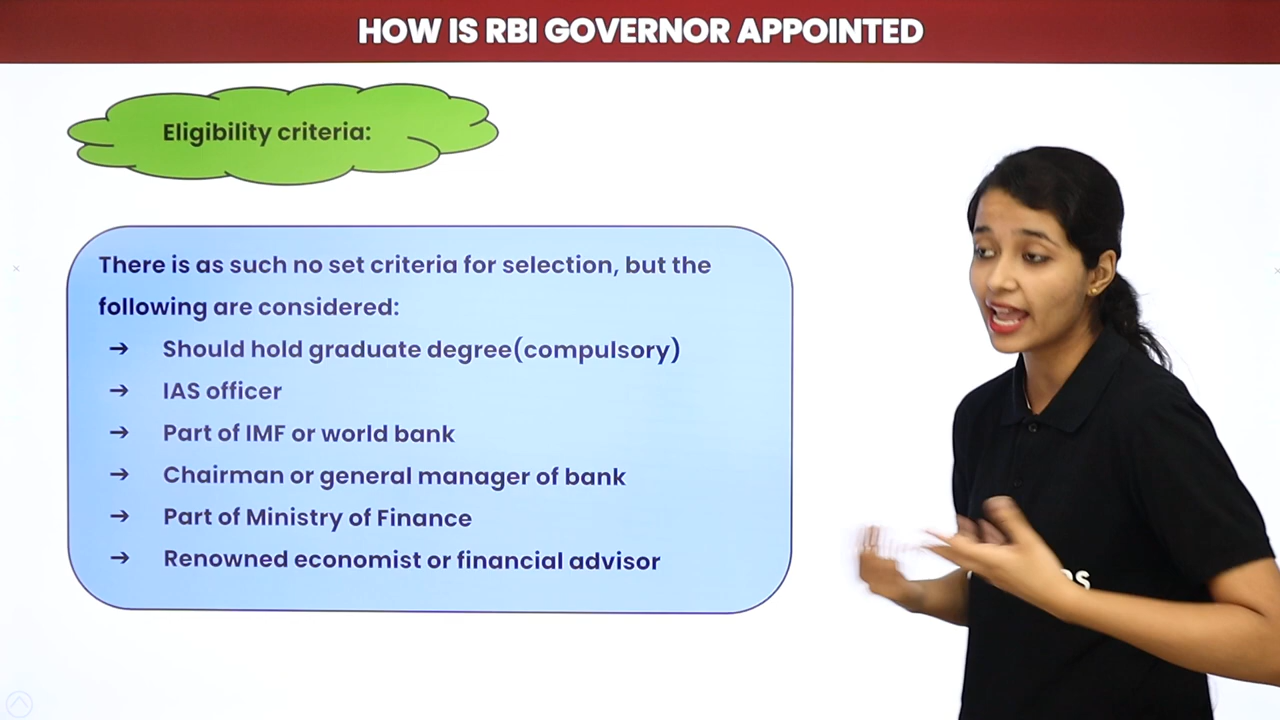 HOW IS RBI GOVERNOR APPOINTED
Eligibility criteria:
There is as such no set criteria for selection, but the
following are considered:
→ Should hold graduate degree(compulsory)
→ IAS officer
→ Part of IMF or world bank
→ Chairman or general manager of bank
→ Part of Ministry of Finance
→ Renowned economist or financial advisor